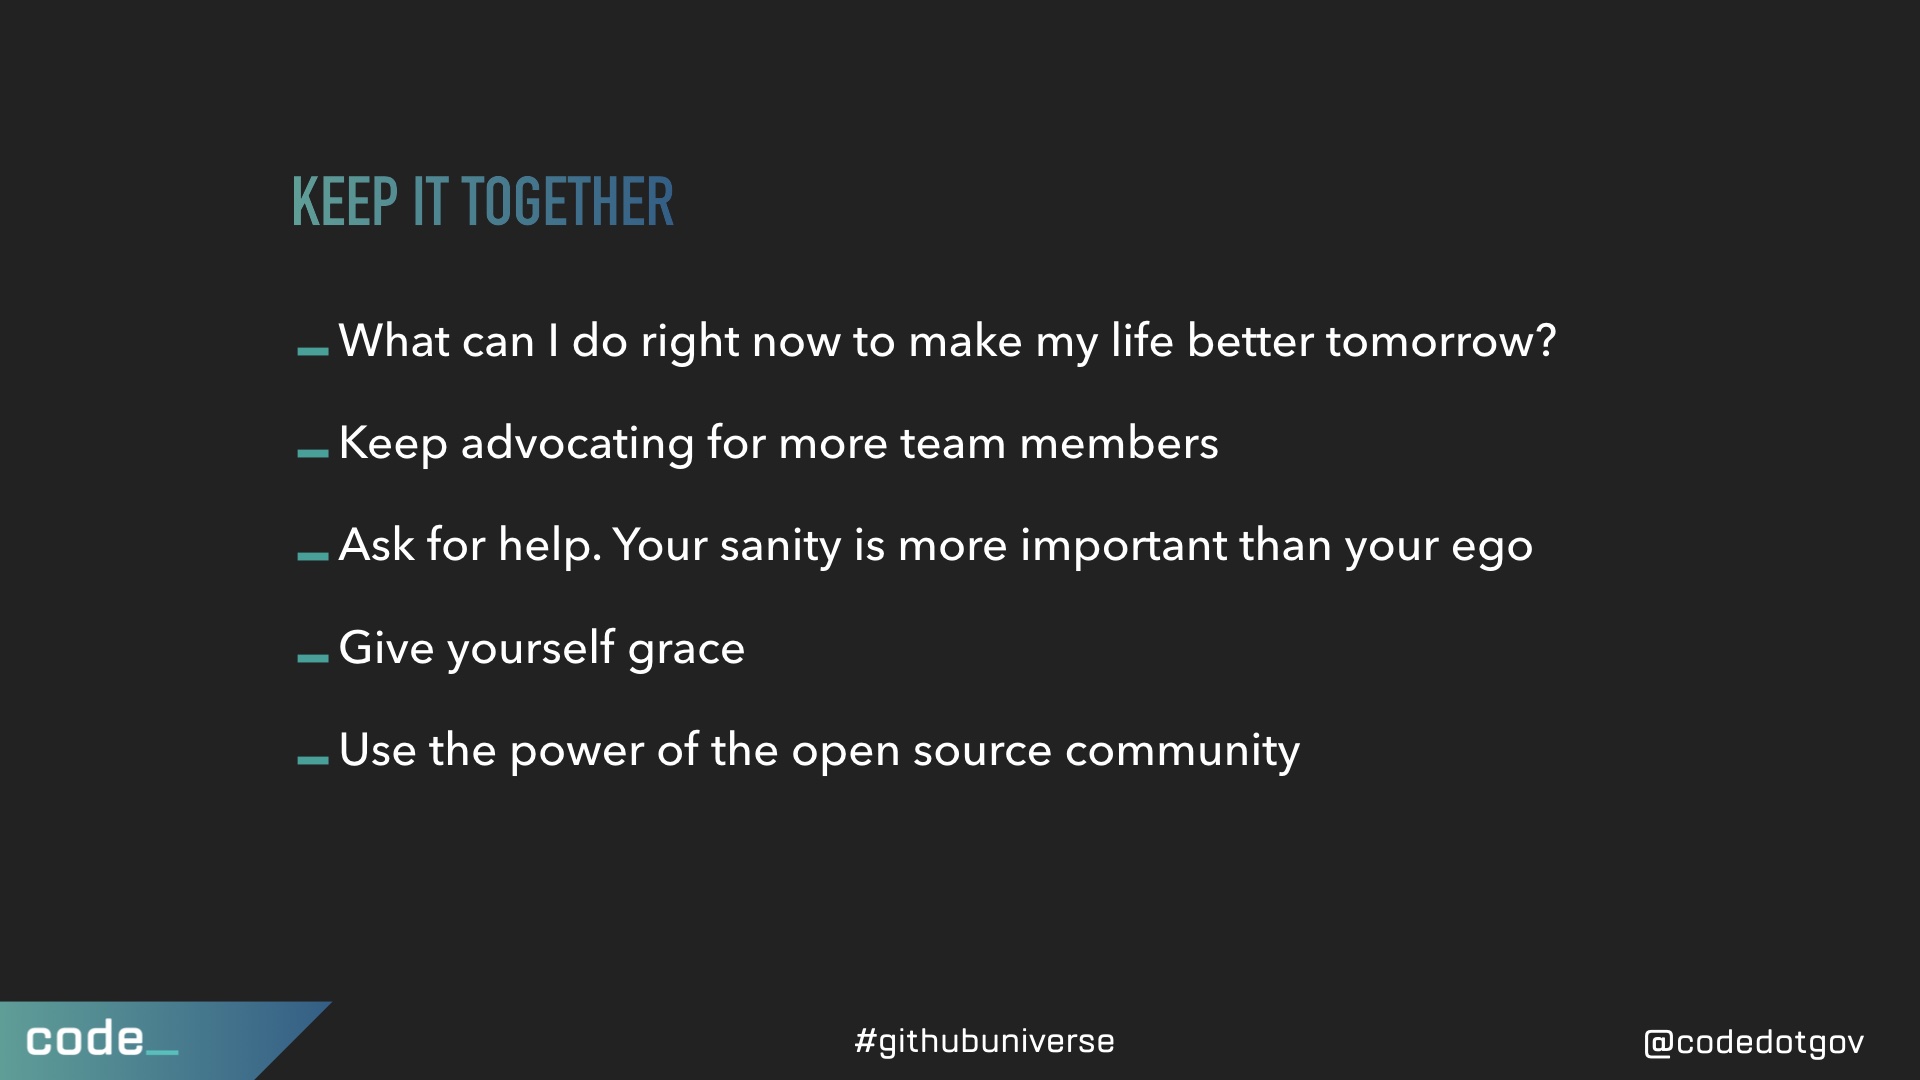 KEEP IT TOGETHER
What can I do right now to make my life better tomorrow?
Keep advocating for more team members
Ask for help. Your sanity is more important than your ego
Give yourself grace
Use the power of the open source community
code_
#githubuniverse
@codedotgov